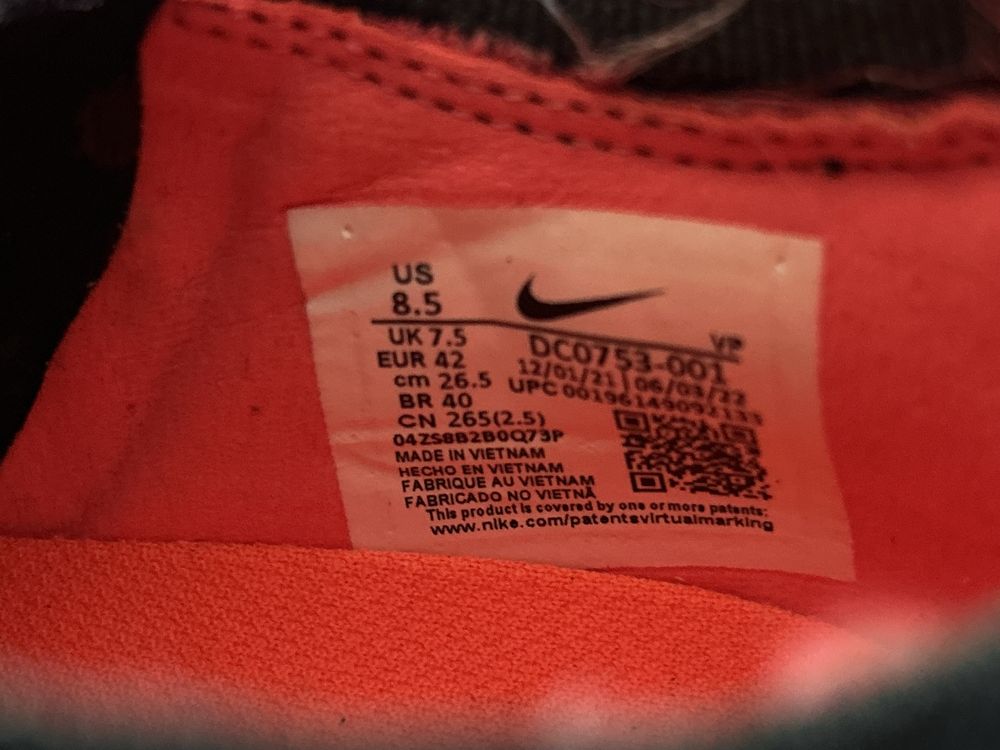 US
8.5
UK 7.5
EUR 42
cm 26.5
BR 40
CN 265(2.5)
04ZS8B2B0Q73P
MADE IN VIETNAM
HECHO EN VIETNAM
FABRIQUE AU VIETNAM
FABRICADO NO VIETNÃ
VP
DC0753-001
12/01/21 | 06/03/22
UPC
This product is covered by one or more patents:
www.nike.com/patentsvirtualmarking